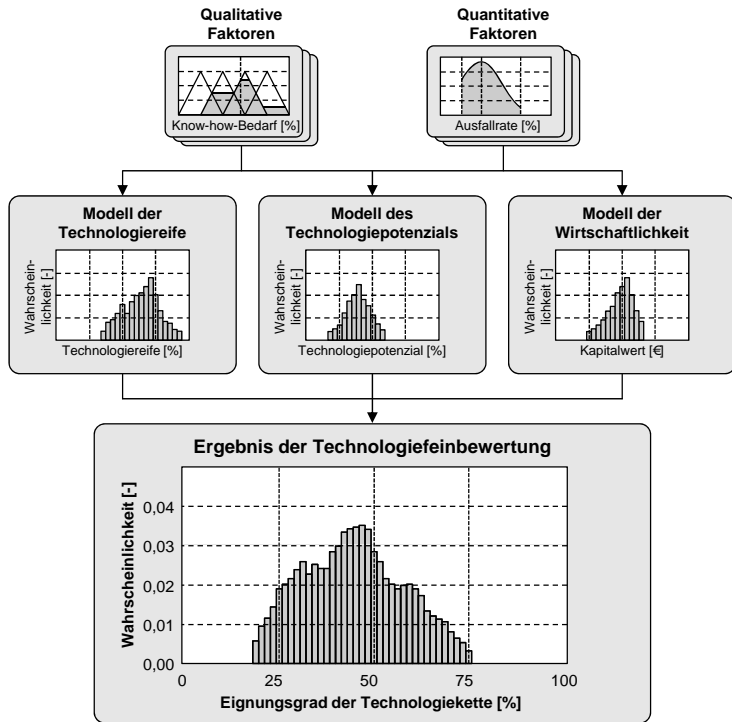 Qualitative
Faktoren
Quantitative
Faktoren
Know-how-Bedarf [%]
Ausfallrate [%]
Modell der
Technologiereife
Wahrschein-
lichkeit [-]
Technologiereife [%]
Modell des
Technologiepotenzials
Wahrschein-
lichkeit [-]
Technologiepotenzial [%]
Modell der
Wirtschaftlichkeit
Wahrschein-
lichkeit [-]
Kapitalwert [€]
Ergebnis der Technologiefeinbewertung
Wahrscheinlichkeit [-]
0,04
0,03
0,02
0,01
0,00
0 25 50 75 100
Eignungsgrad der Technologiekette [%]